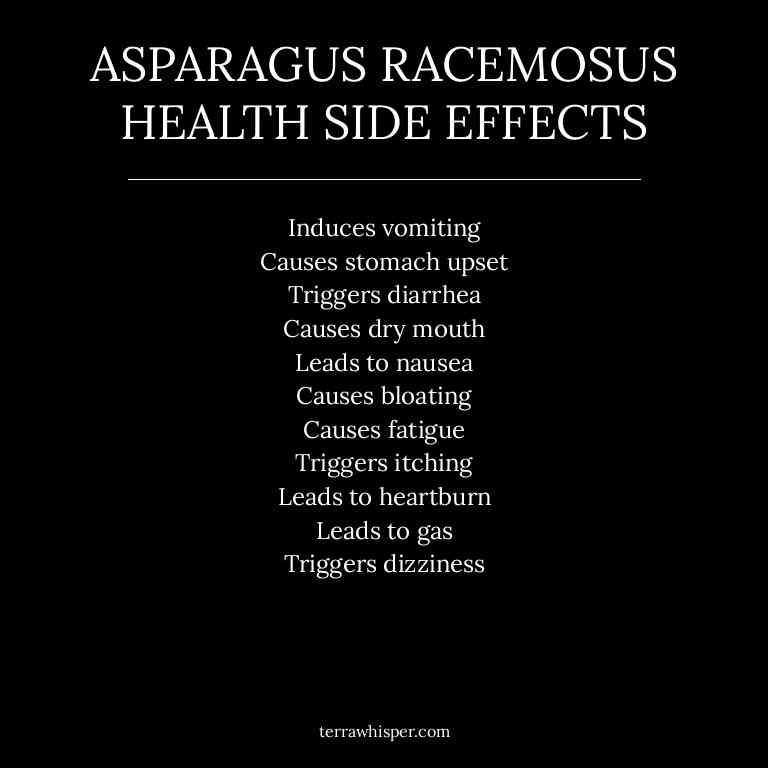 ASPARAGUS RACEMOSUS
HEALTH SIDE EFFECTS
Induces vomiting
Causes stomach upset
Triggers diarrhea
Causes dry mouth
Leads to nausea
Causes bloating
Causes fatigue
Triggers itching
Leads to heartburn
Leads to gas
Triggers dizziness
terrawhisper.com